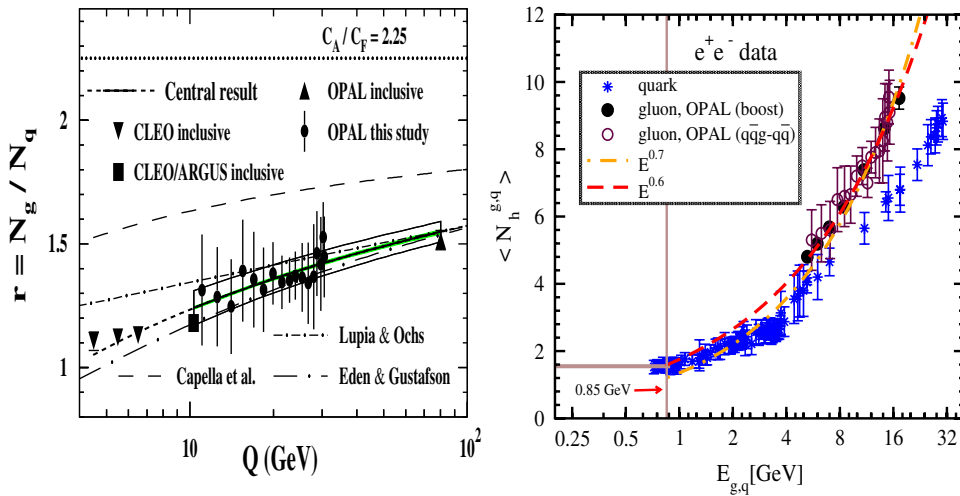 C_A / C_F = 2.25
Central result
OPAL inclusive
CLEO inclusive
OPAL this study
CLEO/ARGUS inclusive
Lupia & Ochs
Capella et al.
Eden & Gustafson
r = N_g / N_q
2
1.5
1
10
10^2
Q (GeV)
e^+e^- data
quark
gluon, OPAL (boost)
gluon, OPAL (qq̄g-qq̄)
E^0.7
E^0.6
0.85 GeV
< N_h^{g,q} >
12
10
8
6
4
2
0
0.25 0.5 1 2 4 8 16 32
E_{g,q}[GeV]